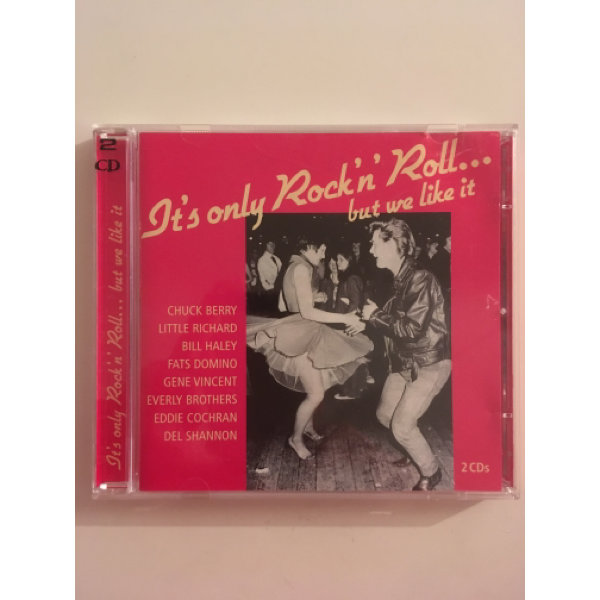 2
CD
It's only Rock'n' Roll... but we like it
It's only Rock'n' Roll...
but we like it
CHUCK BERRY
LITTLE RICHARD
BILL HALEY
FATS DOMINO
GENE VINCENT
EVERLY BROTHERS
EDDIE COCHRAN
DEL SHANNON
2 CDs